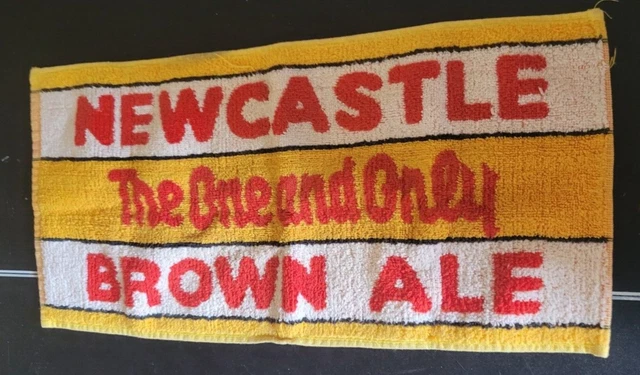 NEWCASTLE
The One and Only
BROWN ALE